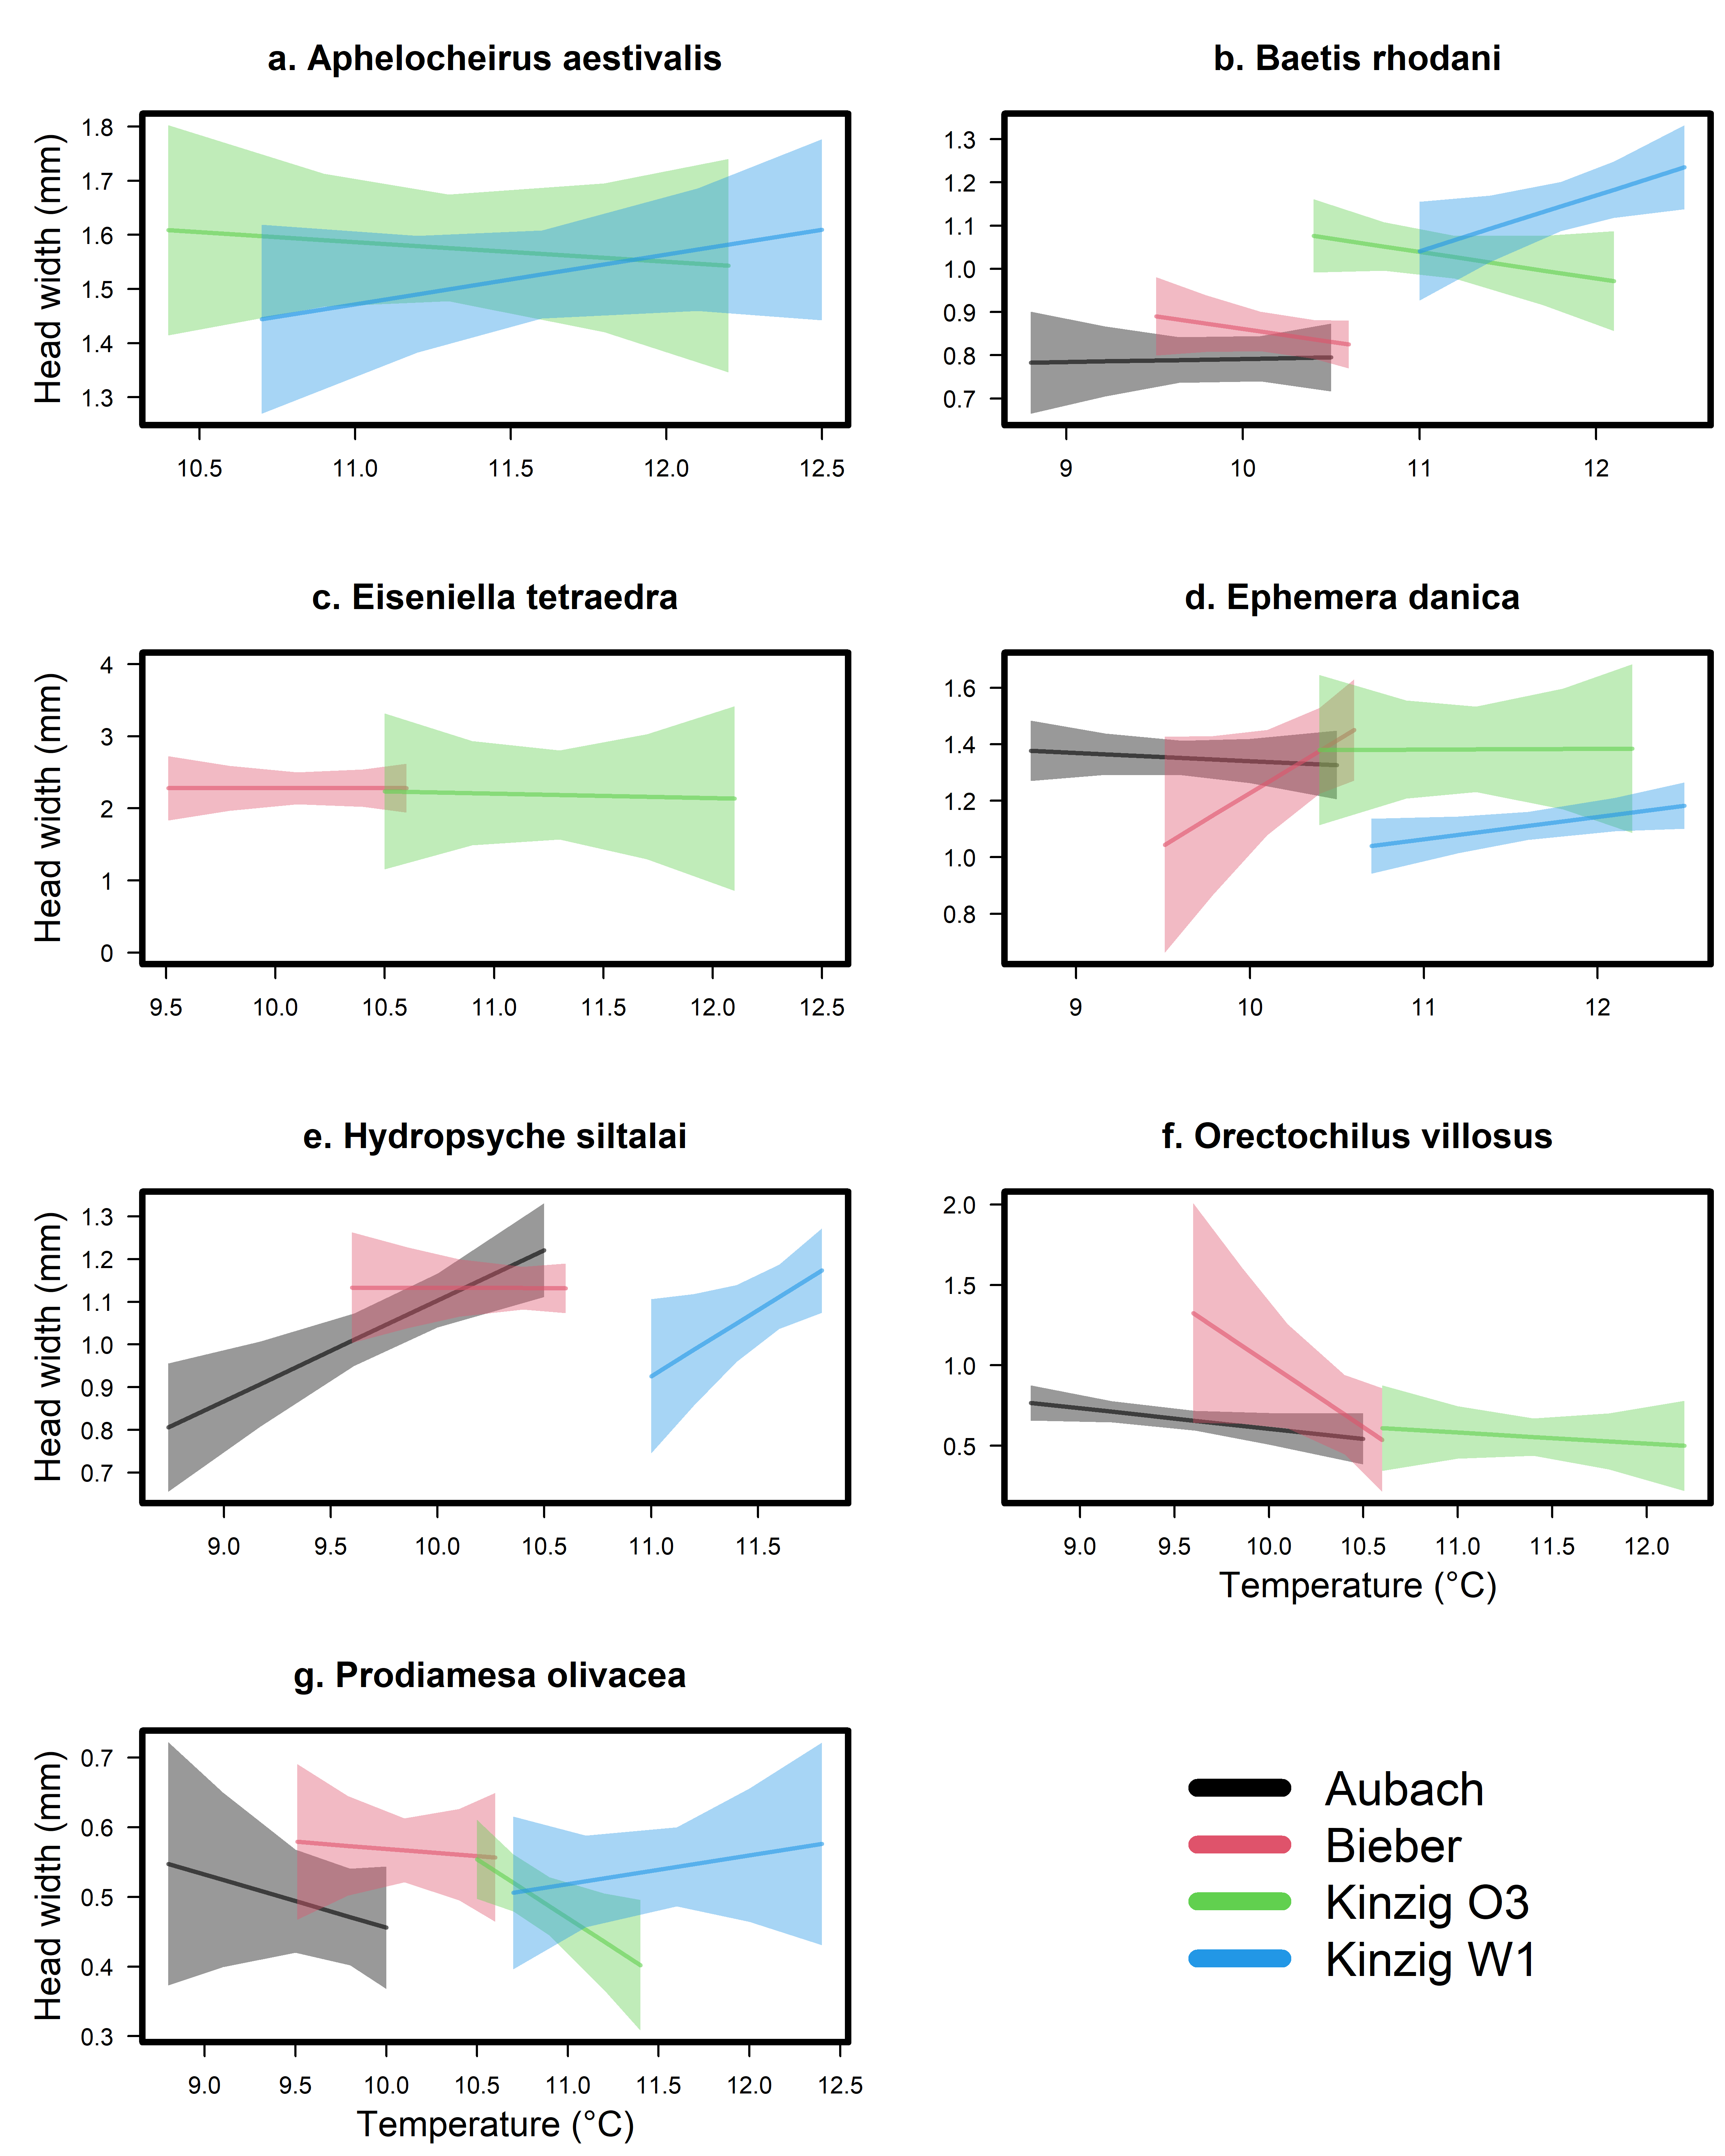 a. Aphelocheirus aestivalis
Head width (mm)
1.8
1.7
1.6
1.5
1.4
1.3
10.5 11.0 11.5 12.0 12.5
b. Baetis rhodani
1.3
1.2
1.1
1.0
0.9
0.8
0.7
9 10 11 12
c. Eiseniella tetraedra
Head width (mm)
4
3
2
1
0
9.5 10.0 10.5 11.0 11.5 12.0 12.5
d. Ephemera danica
1.6
1.4
1.2
1.0
0.8
9 10 11 12
e. Hydropsyche siltalai
Head width (mm)
1.3
1.2
1.1
1.0
0.9
0.8
0.7
9.0 9.5 10.0 10.5 11.0 11.5
f. Orectochilus villosus
2.0
1.5
1.0
0.5
9.0 9.5 10.0 10.5 11.0 11.5 12.0
Temperature (°C)
g. Prodiamesa olivacea
Head width (mm)
0.7
0.6
0.5
0.4
0.3
9.0 9.5 10.0 10.5 11.0 11.5 12.0 12.5
Temperature (°C)
Aubach
Bieber
Kinzig O3
Kinzig W1